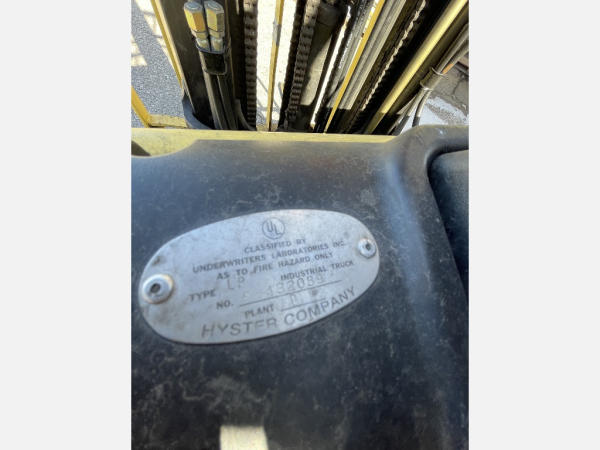 UL
CLASSIFIED BY
UNDERWRITERS LABORATORIES INC.
AS TO FIRE HAZARD ONLY
TYPE LP INDUSTRIAL TRUCK
NO.
PLANT
HYSTER COMPANY